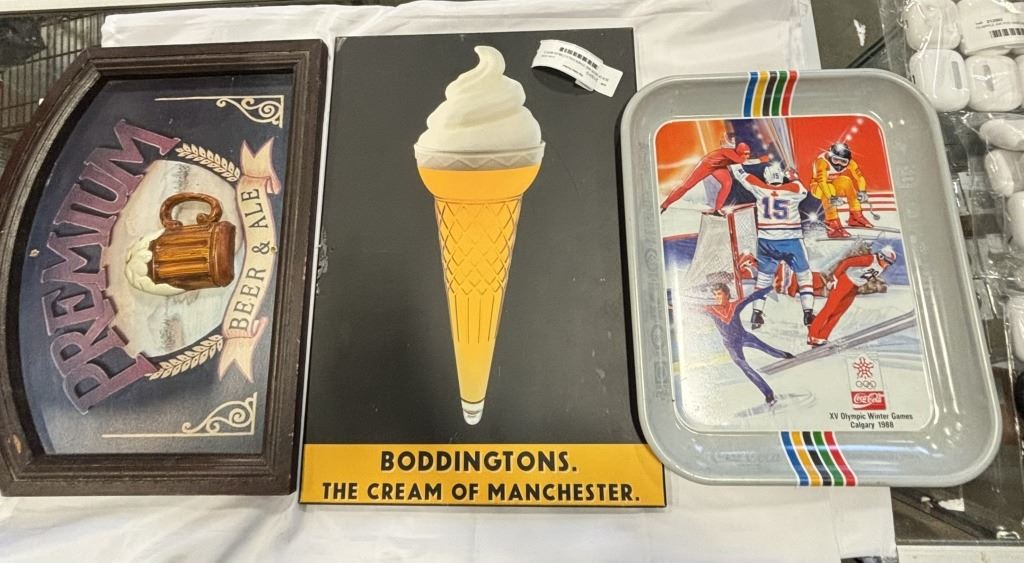 PREMIUM
BEER & ALE
BODDINGTONS.
THE CREAM OF MANCHESTER.
15
Coca-Cola
XV Olympic Winter Games
Calgary 1988